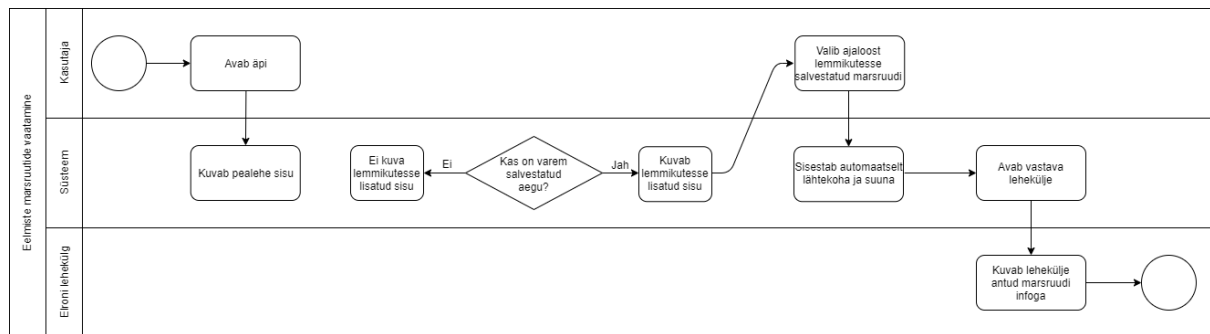 Eelmiste marsruutide vaatamine
Kasutaja
Avab äpi
Valib ajaloost
lemmikutesse
salvestatud marsruudi
Süsteem
Kuvab pealehe sisu
Ei kuva
lemmikutesse
lisatud sisu
Ei
Kas on varem
salvestatud
aegu?
Jah
Kuvab
lemmikutesse
lisatud sisu
Sisestab automaatselt
lähtekoha ja suuna
Avab vastava
lehekülje
Elroni lehekülg
Kuvab lehekülje
antud marsruudi
infoga